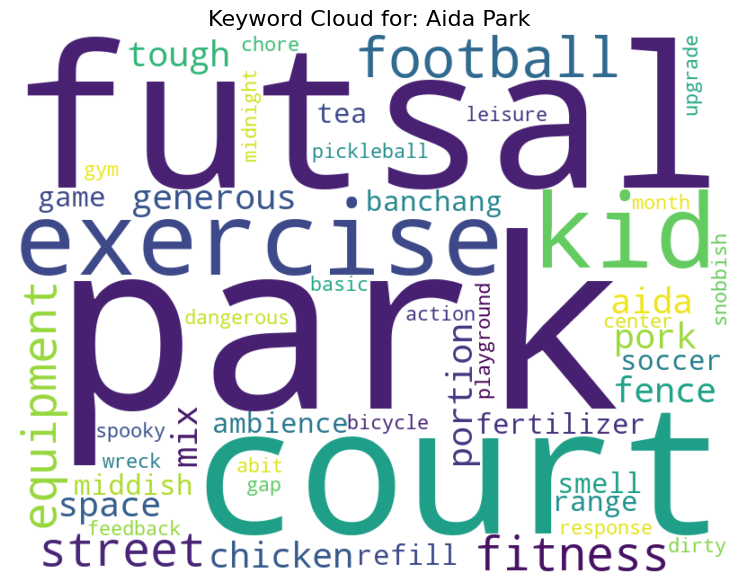 Keyword Cloud for: Aida Park
tough
chore
football
upgrade
futsal
midnight
tea
leisure
pickleball
gym
game
generous
banchang
kid
month
exercise
snobbish
park
basic
equipment
dangerous
action
playground
aida
center
portion
pork
soccer
fence
mix
ambience
bicycle
fertilizer
spooky
wreck
court
abit
gap
middish
smell
range
space
feedback
response
street
chicken
refill
fitness
dirty